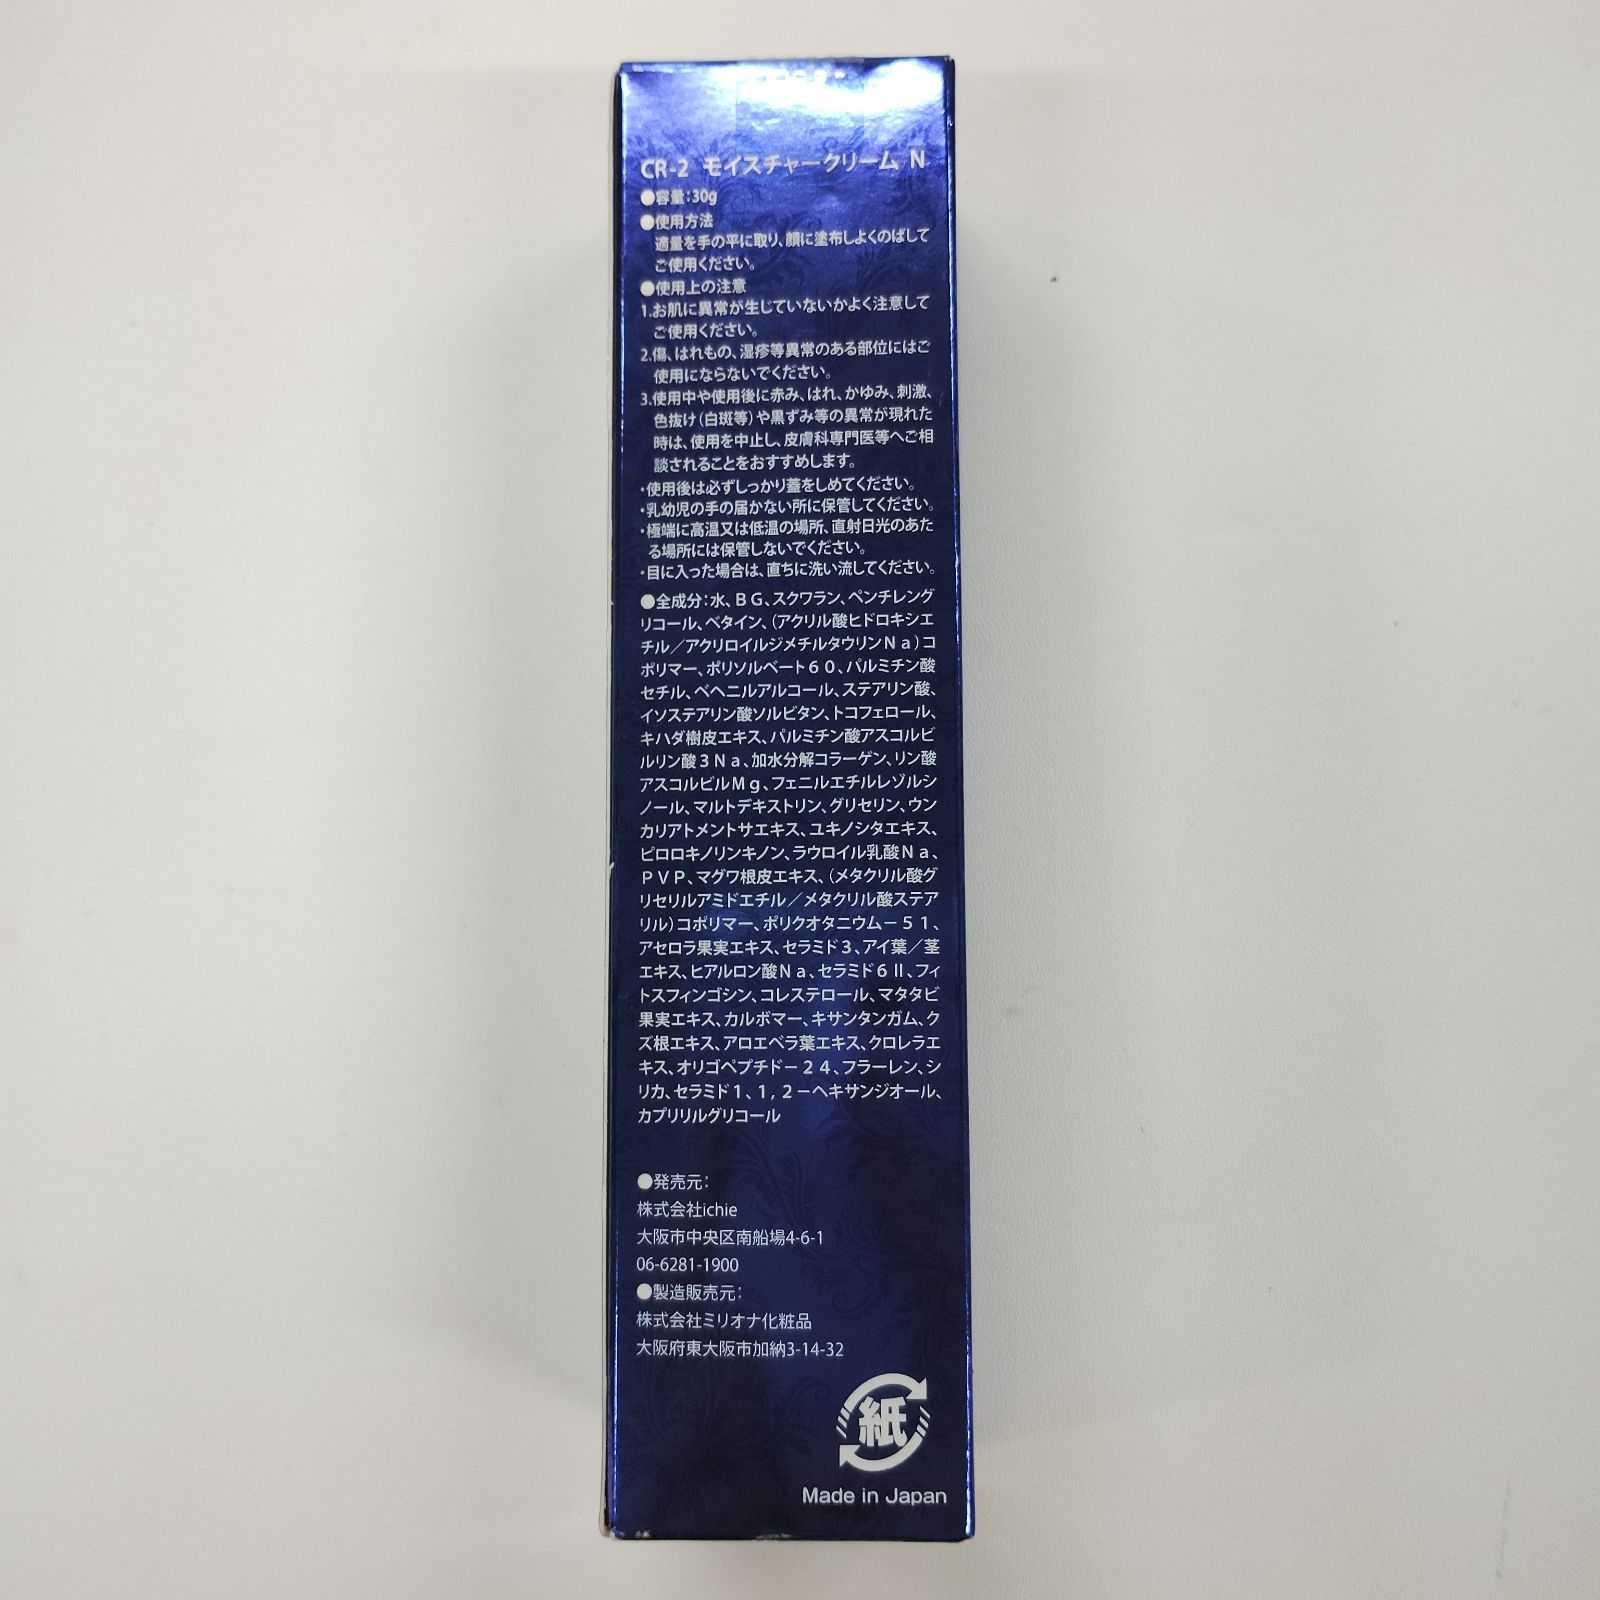 CR-2 モイスチャークリーム N
●容量：30g
●使用方法
適量を手の平に取り、顔に塗布しよくのばして
ご使用ください。
●使用上の注意
1.お肌に異常が生じていないかよく注意して
ご使用ください。
2.傷、はれもの、湿疹等異常のある部位にはご
使用にならないでください。
3.使用中や使用後に赤み、はれ、かゆみ、刺激、
色抜け（白斑等）や黒ずみ等の異常が現れた
時は、使用を中止し、皮膚科専門医等へご相
談されることをおすすめします。
・使用後は必ずしっかり蓋をしめてください。
・乳幼児の手の届かない所に保管してください。
・極端に高温又は低温の場所、直射日光のあた
る場所には保管しないでください。
・目に入った場合は、直ちに洗い流してください。
●全成分：水、ＢＧ、スクワラン、ペンチレング
リコール、ベタイン、（アクリル酸ヒドロキシエ
チル／アクリロイルジメチルタウリンＮａ）コ
ポリマー、ポリソルベート６０、パルミチン酸
セチル、ベヘニルアルコール、ステアリン酸、
イソステアリン酸ソルビタン、トコフェロール、
キハダ樹皮エキス、パルミチン酸アスコルビ
ルリン酸３Ｎａ、加水分解コラーゲン、リン酸
アスコルビルＭｇ、フェニルエチルレゾルシ
ノール、マルトデキストリン、グリセリン、ウン
カリアトメントサエキス、ユキノシタエキス、
ピロロキノリンキノン、ラウロイル乳酸Ｎａ、
ＰＶＰ、マグワ根皮エキス、（メタクリル酸グ
リセリルアミドエチル／メタクリル酸ステア
リル）コポリマー、ポリクオタニウム－５１、
アセロラ果実エキス、セラミド３、アイ葉／茎
エキス、ヒアルロン酸Ｎａ、セラミド６ＩＩ、フィ
トスフィンゴシン、コレステロール、マタタビ
果実エキス、カルボマー、キサンタンガム、ク
ズ根エキス、アロエベラ葉エキス、クロレラエ
キス、オリゴペプチド－２４、フラーレン、シ
リカ、セラミド１、１，２－ヘキサンジオール、
カプリリルグリコール
●発売元：
株式会社ichie
大阪市中央区南船場4-6-1
06-6281-1900
●製造販売元：
株式会社ミリオナ化粧品
大阪府東大阪市加納3-14-32
紙
Made in Japan